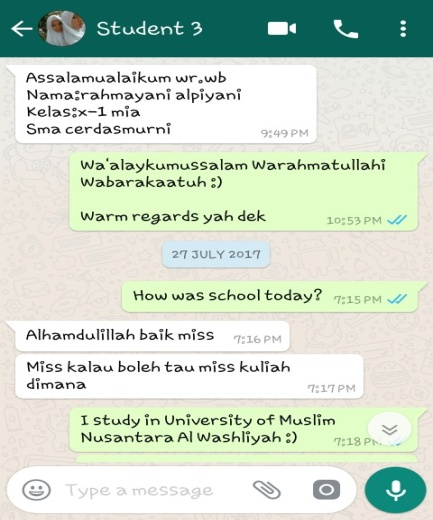 Student 3
Assalamualaikum wr.wb
Nama:rahmayani alpiyani
Kelas:x-1 mia
Sma cerdasmurni
9:49 PM
Wa'alaykumussalam Warahmatullahi
Wabarakaatuh :)
Warm regards yah dek
10:53 PM
27 JULY 2017
How was school today?
7:15 PM
Alhamdulillah baik miss
7:16 PM
Miss kalau boleh tau miss kuliah
dimana
7:17 PM
I study in University of Muslim
Nusantara Al Washliyah :)
7:18 PM
Type a message